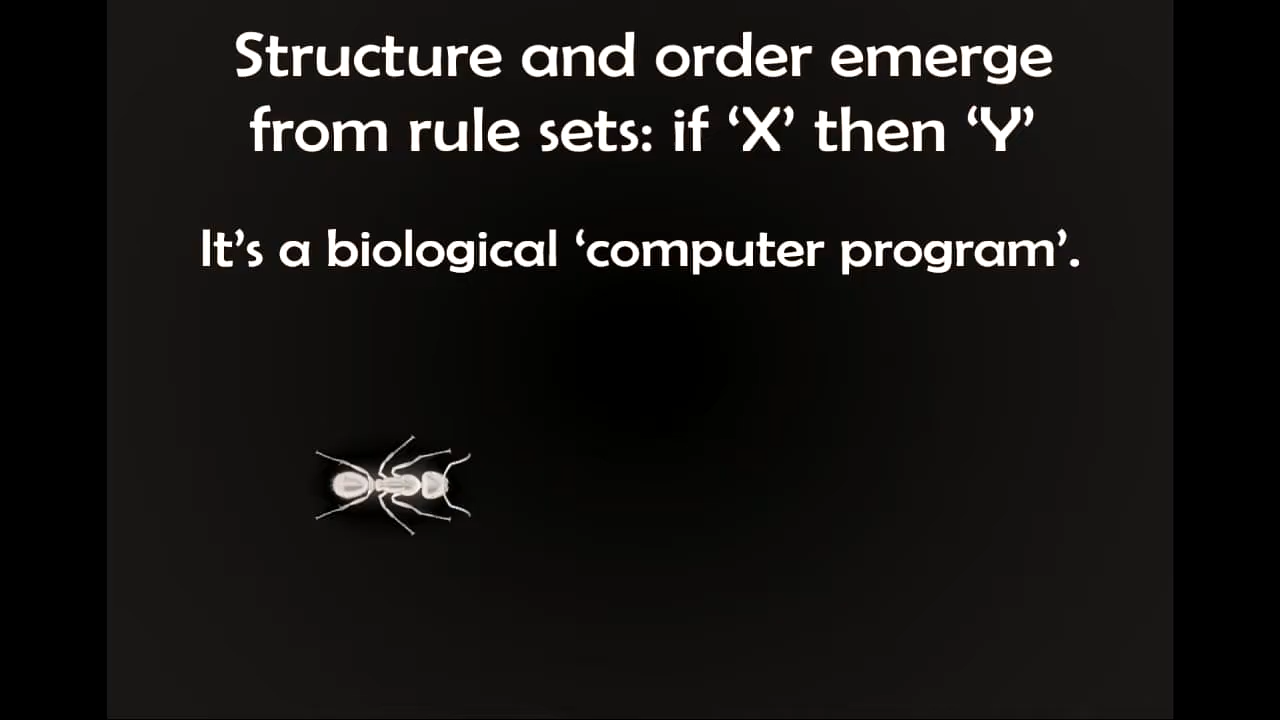 Structure and order emerge
from rule sets: if ‘X’ then ‘Y’
It’s a biological ‘computer program’.